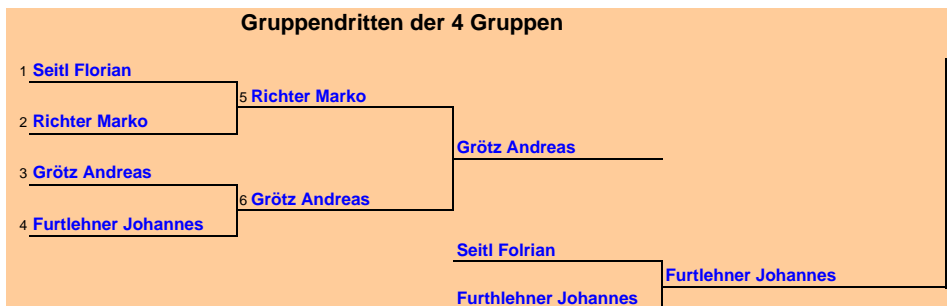 Gruppendritten der 4 Gruppen
1 Seitl Florian
5 Richter Marko
2 Richter Marko
Grötz Andreas
3 Grötz Andreas
6 Grötz Andreas
4 Furtlehner Johannes
Seitl Folrian
Furtlehner Johannes
Furthlehner Johannes